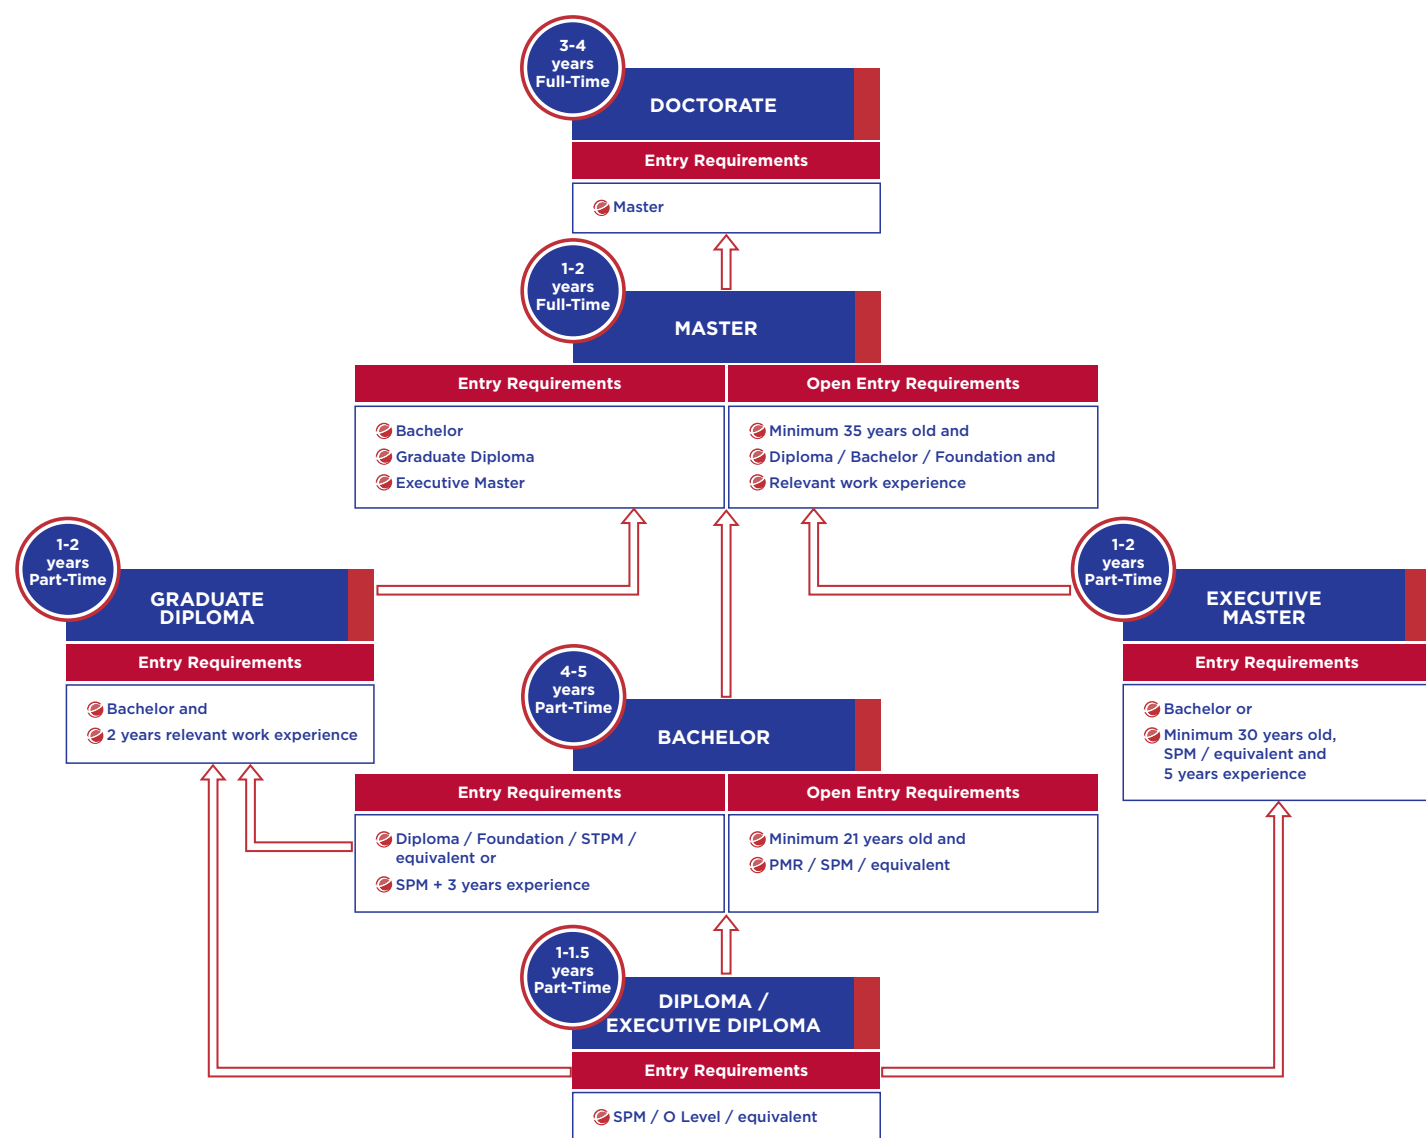 3-4
years
Full-Time
DOCTORATE
Entry Requirements
Master
1-2
years
Full-Time
MASTER
Entry Requirements
Bachelor
Graduate Diploma
Executive Master
Open Entry Requirements
Minimum 35 years old and
Diploma / Bachelor / Foundation and
Relevant work experience
1-2
years
Part-Time
GRADUATE
DIPLOMA
Entry Requirements
Bachelor and
2 years relevant work experience
1-2
years
Part-Time
EXECUTIVE
MASTER
Entry Requirements
Bachelor or
Minimum 30 years old,
SPM / equivalent and
5 years experience
4-5
years
Part-Time
BACHELOR
Entry Requirements
Diploma / Foundation / STPM /
equivalent or
SPM + 3 years experience
Open Entry Requirements
Minimum 21 years old and
PMR / SPM / equivalent
1-1.5
years
Part-Time
DIPLOMA /
EXECUTIVE DIPLOMA
Entry Requirements
SPM / O Level / equivalent